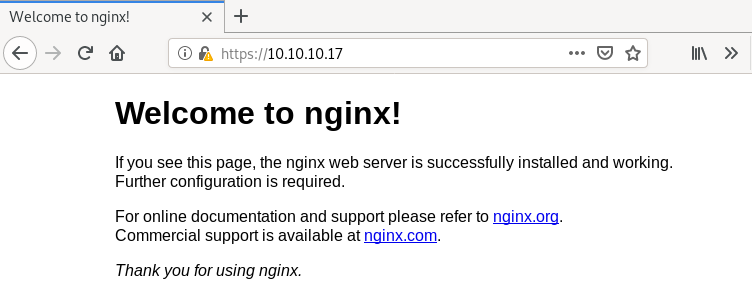 Welcome to nginx!
https://10.10.10.17
Welcome to nginx!
If you see this page, the nginx web server is successfully installed and working.
Further configuration is required.
For online documentation and support please refer to nginx.org.
Commercial support is available at nginx.com.
Thank you for using nginx.